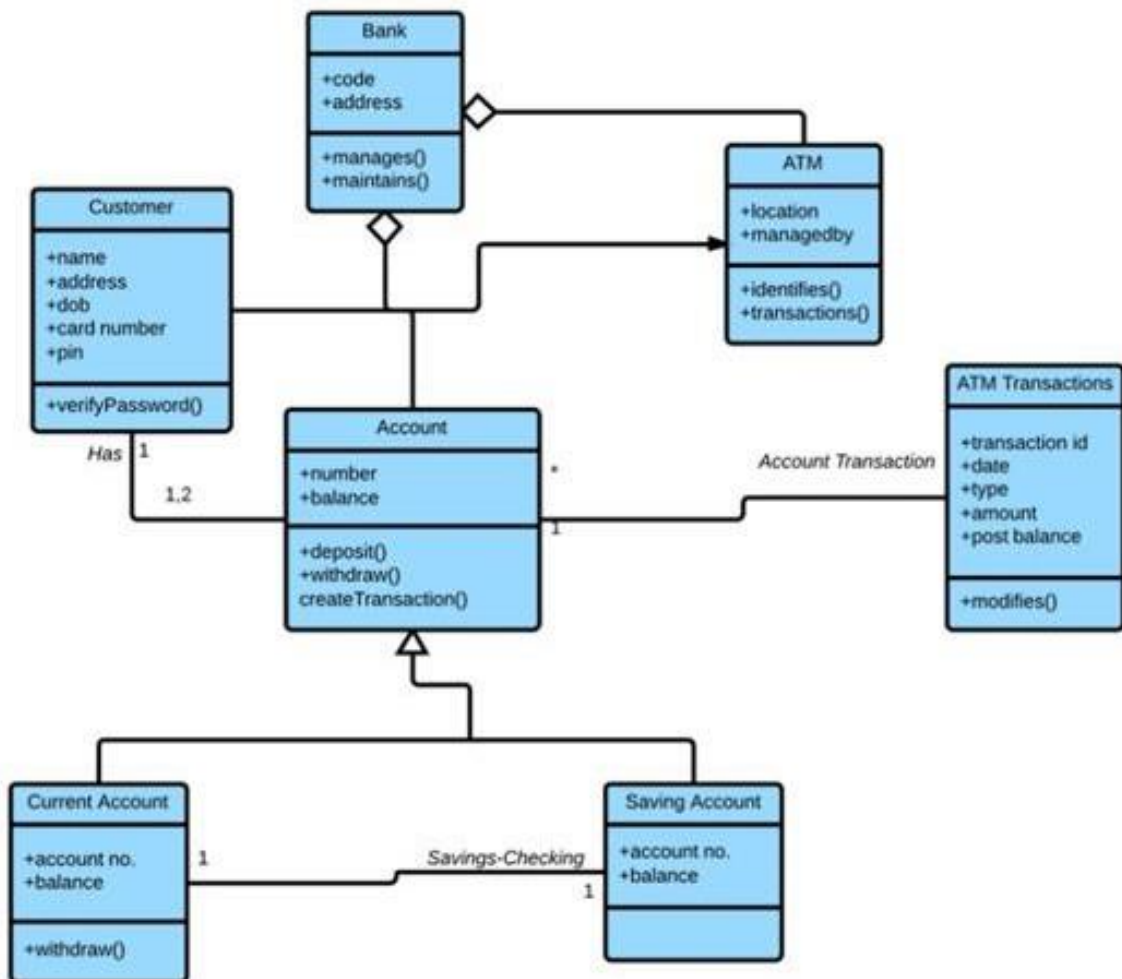 Bank
+code
+address
+manages()
+maintains()
ATM
+location
+managedby
+identifies()
+transactions()
Customer
+name
+address
+dob
+card number
+pin
+verifyPassword()
Has
1
1,2
Account
+number
+balance
+deposit()
+withdraw()
createTransaction()
*
1
Account Transaction
ATM Transactions
+transaction id
+date
+type
+amount
+post balance
+modifies()
Current Account
+account no.
+balance
+withdraw()
1
Savings-Checking
1
Saving Account
+account no.
+balance